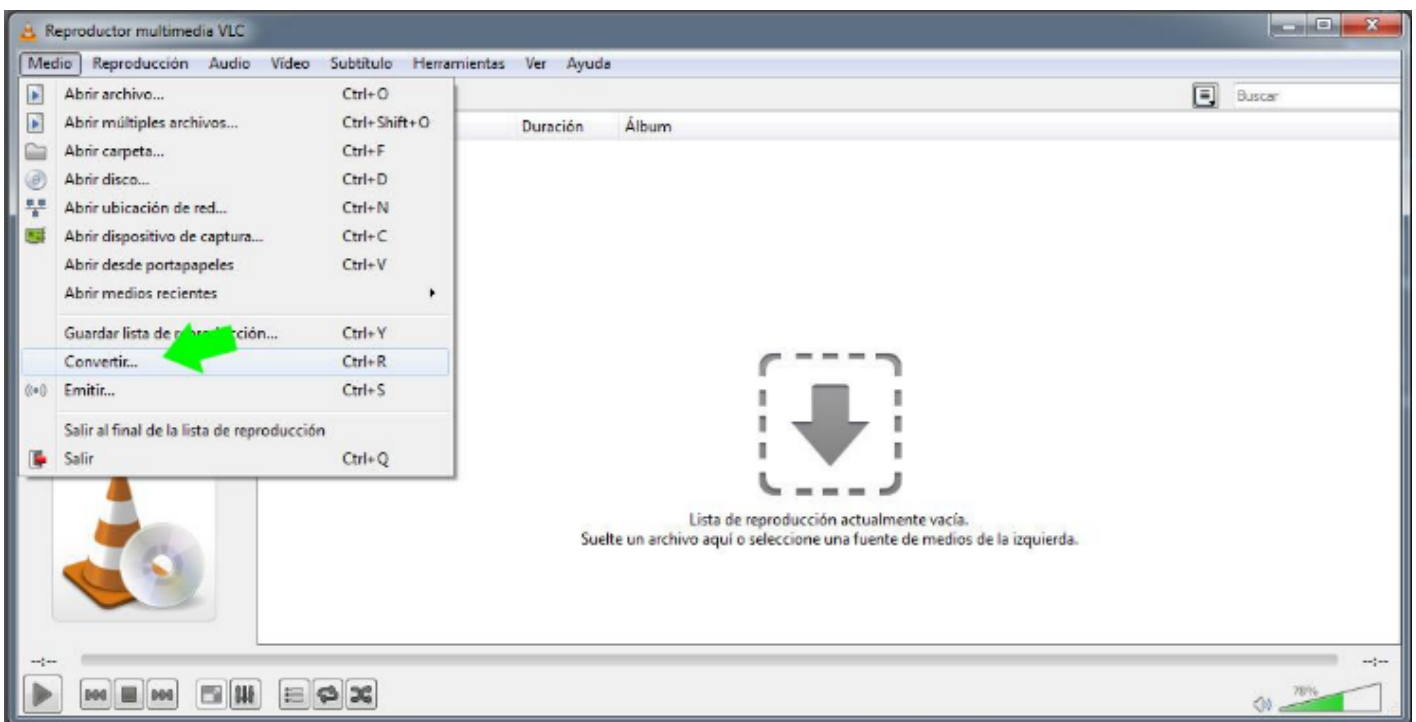 Reproductor multimedia VLC
Medio Reproducción Audio Vídeo Subtítulo Herramientas Ver Ayuda
Abrir archivo... Ctrl+O
Buscar
Abrir múltiples archivos... Ctrl+Shift+O
Duración Álbum
Abrir carpeta... Ctrl+F
Abrir disco... Ctrl+D
Abrir ubicación de red... Ctrl+N
Abrir dispositivo de captura... Ctrl+C
Abrir desde portapapeles Ctrl+V
Abrir medios recientes
Guardar lista de reproducción... Ctrl+Y
Convertir... Ctrl+R
Emitir... Ctrl+S
Salir al final de la lista de reproducción
Salir Ctrl+Q
Lista de reproducción actualmente vacía.
Suelte un archivo aquí o seleccione una fuente de medios de la izquierda.
--:-- --:--
78%